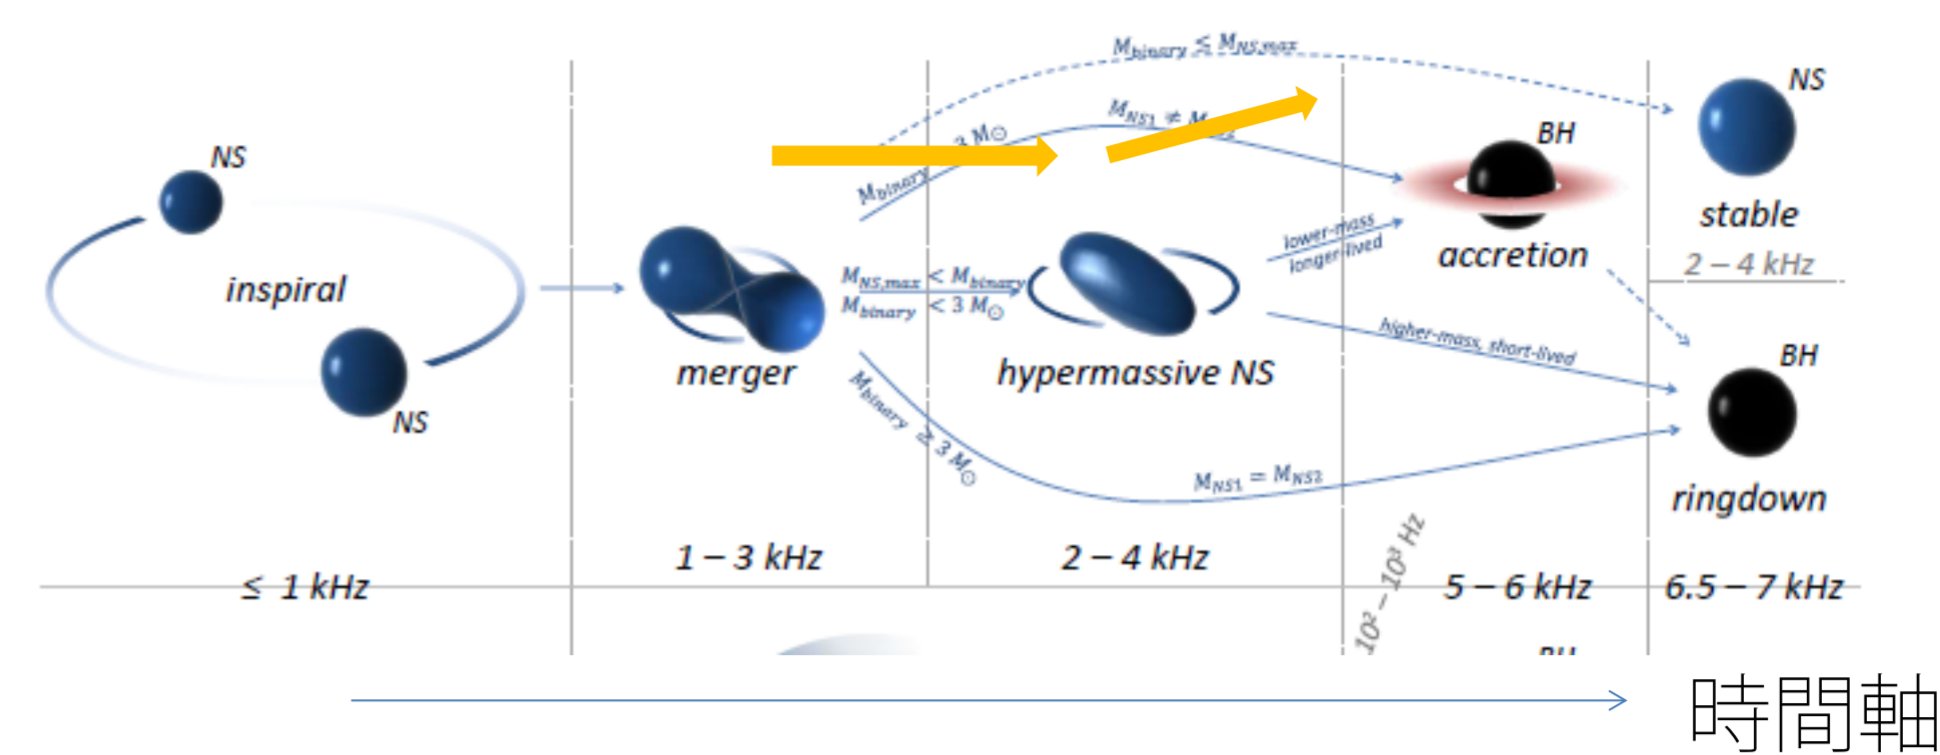 NS
inspiral
NS
≤ 1 kHz
merger
1 – 3 kHz
M_binary ≲ M_NS,max
M_binary
3 M_⊙
M_NS1 ≠ M
M_NS,max < M_binary
M_binary < 3 M_⊙
M_binary ≳ 3 M_⊙
M_NS1 = M_NS2
hypermassive NS
2 – 4 kHz
lower-mass
longer-lived
higher-mass, short-lived
BH
accretion
10² – 10³ Hz
5 – 6 kHz
NS
stable
2 – 4 kHz
BH
ringdown
6.5 – 7 kHz
時間軸